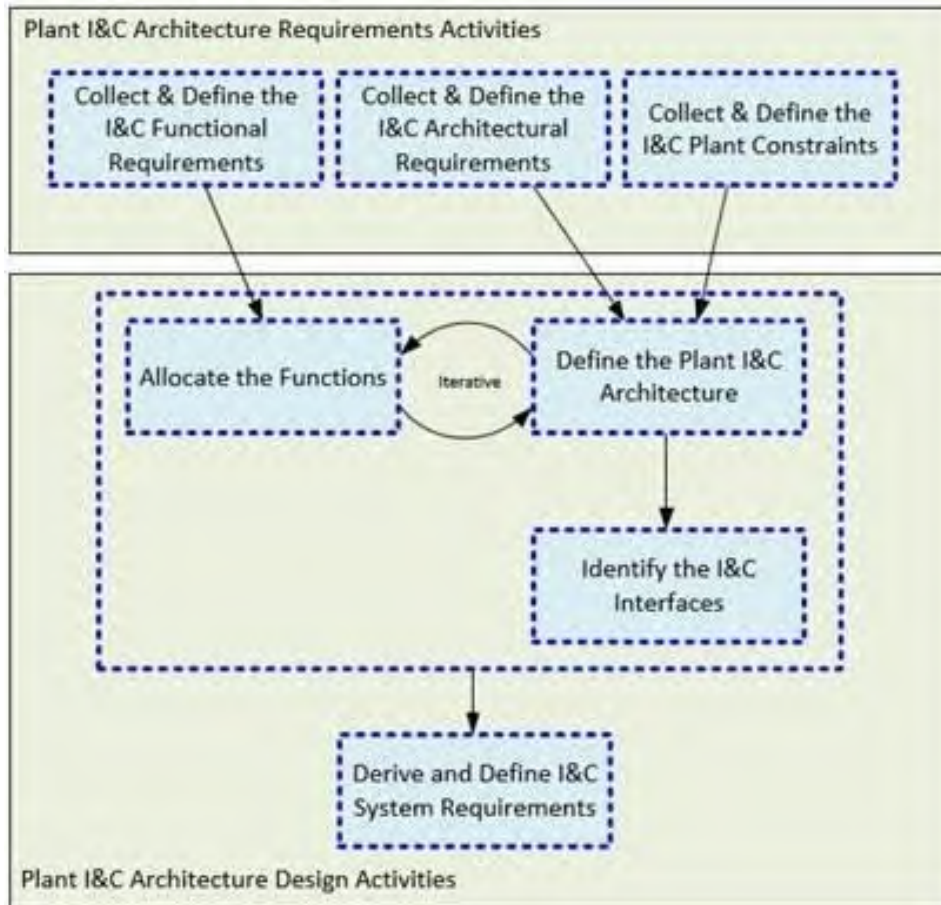 Plant I&C Architecture Requirements Activities
Collect & Define the
I&C Functional
Requirements
Collect & Define the
I&C Architectural
Requirements
Collect & Define the
I&C Plant Constraints
Allocate the Functions
Iterative
Define the Plant I&C
Architecture
Identify the I&C
Interfaces
Derive and Define I&C
System Requirements
Plant I&C Architecture Design Activities